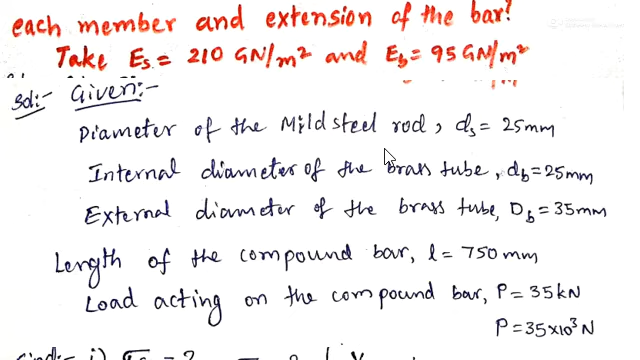 each member and extension of the bar?
Take Es = 210 GN/m² and Eb = 95 GN/m²
Sol:- Given:-
Diameter of the Mild steel rod, ds = 25mm
Internal diameter of the brass tube, db = 25mm
External diameter of the brass tube, Db = 35mm
Length of the compound bar, l = 750 mm
Load acting on the compound bar, P = 35kN
P = 35x10³ N